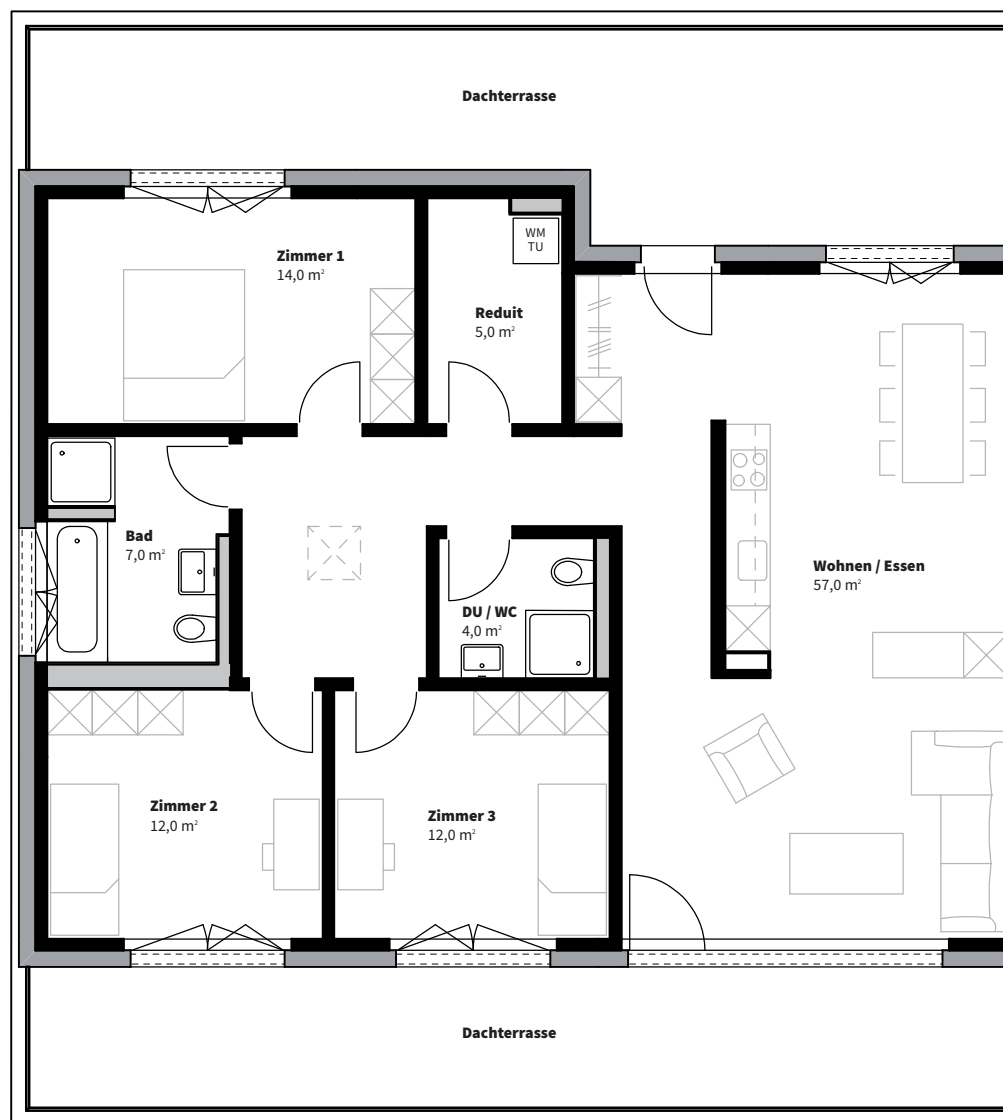 Dachterrasse
Zimmer 1
14,0 m²
WM
TU
Reduit
5,0 m²
Bad
7,0 m²
DU / WC
4,0 m²
Wohnen / Essen
57,0 m²
Zimmer 2
12,0 m²
Zimmer 3
12,0 m²
Dachterrasse